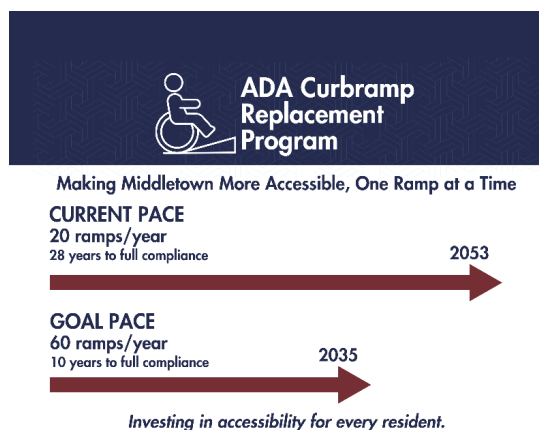 ADA Curbramp
Replacement
Program
Making Middletown More Accessible, One Ramp at a Time
CURRENT PACE
20 ramps/year
28 years to full compliance
2053
GOAL PACE
60 ramps/year
10 years to full compliance
2035
Investing in accessibility for every resident.